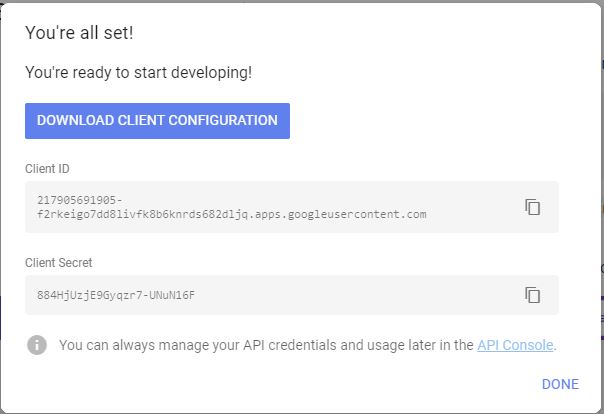 You're all set!
You're ready to start developing!
DOWNLOAD CLIENT CONFIGURATION
Client ID
217905691905-
f2rkeigo7dd8livfk8b6knrds682dljq.apps.googleusercontent.com
Client Secret
884HjUzjE9Gyqzr7-UNuN16F
You can always manage your API credentials and usage later in the API Console.
DONE